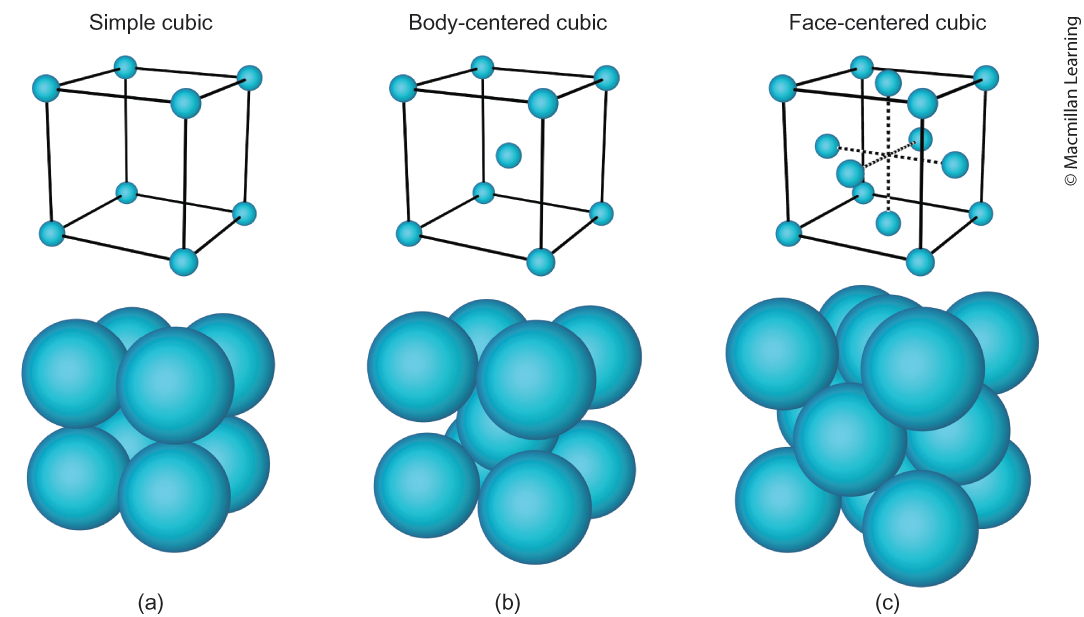 Simple cubic
Body-centered cubic
Face-centered cubic
© Macmillan Learning
(a)
(b)
(c)